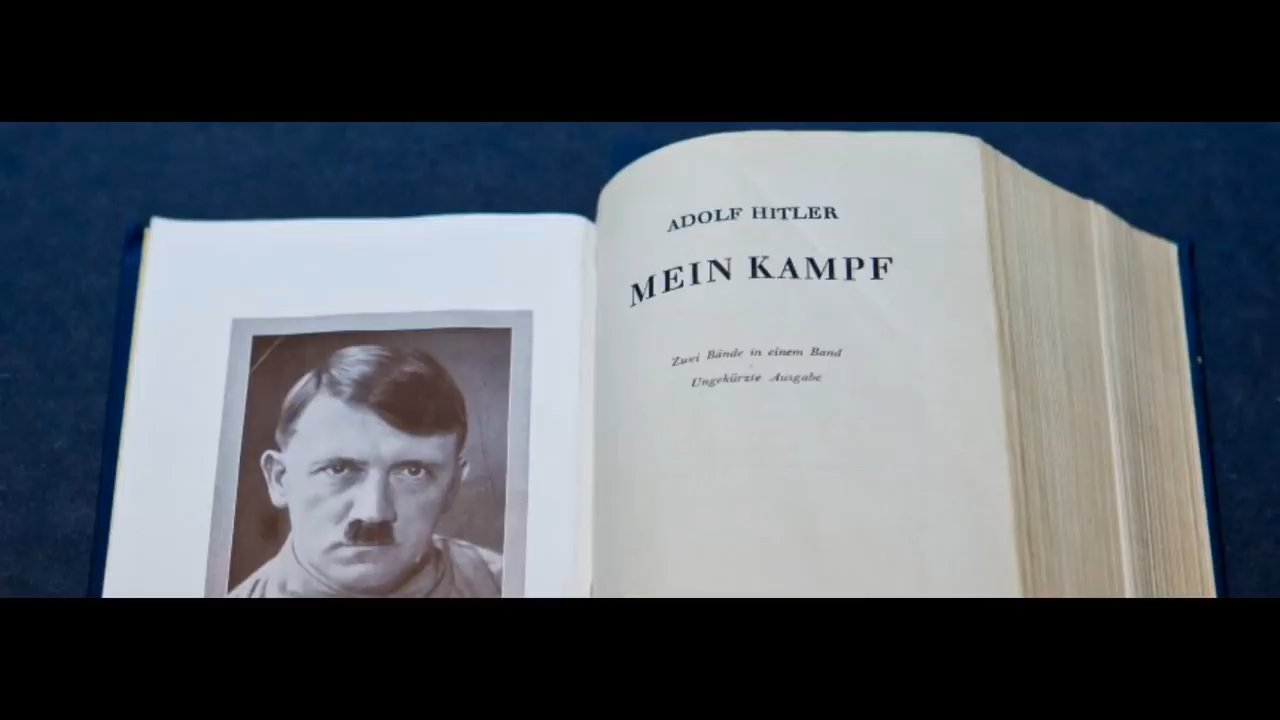 ADOLF HITLER
MEIN KAMPF
Zwei Bände in einem Band
Ungekürzte Ausgabe